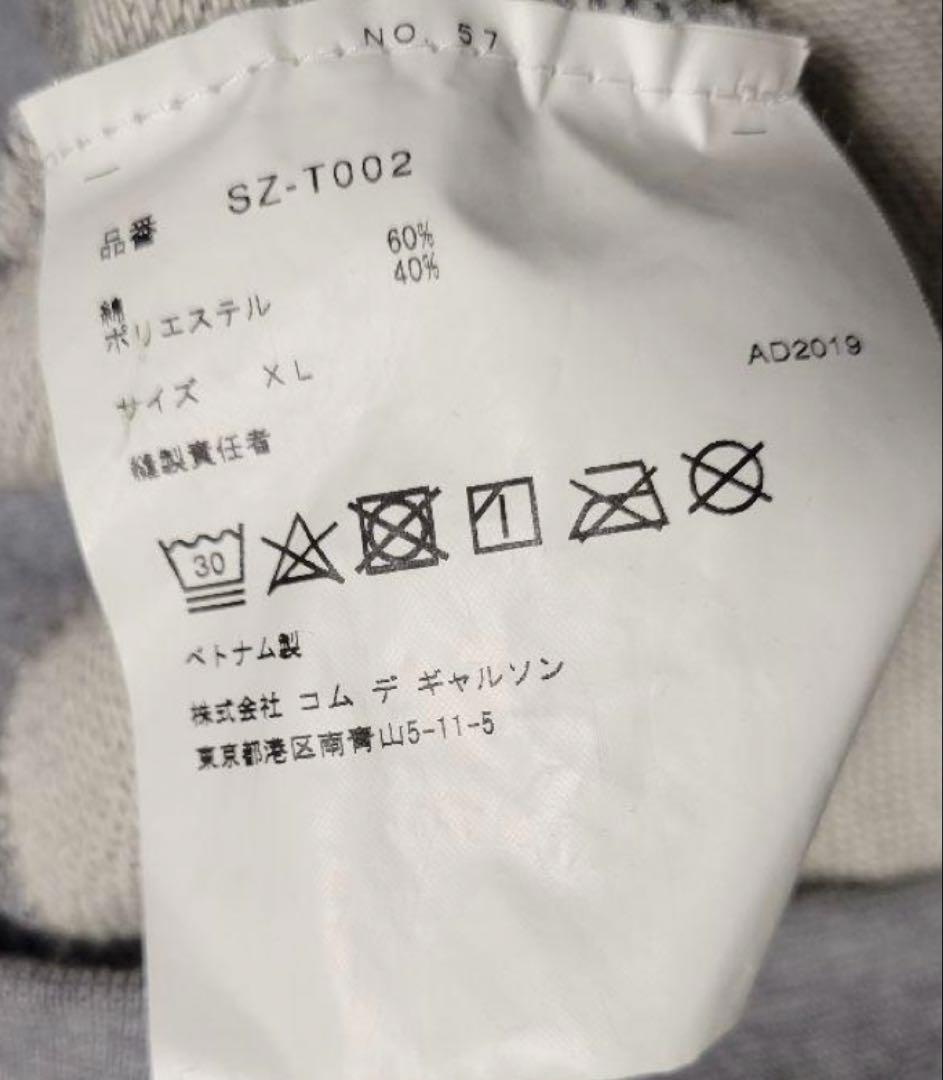 NO. 57
品番 SZ-T002
綿 60%
ポリエステル 40%
サイズ XL
AD2019
縫製責任者
30
ベトナム製
株式会社 コム デ ギャルソン
東京都港区南青山5-11-5